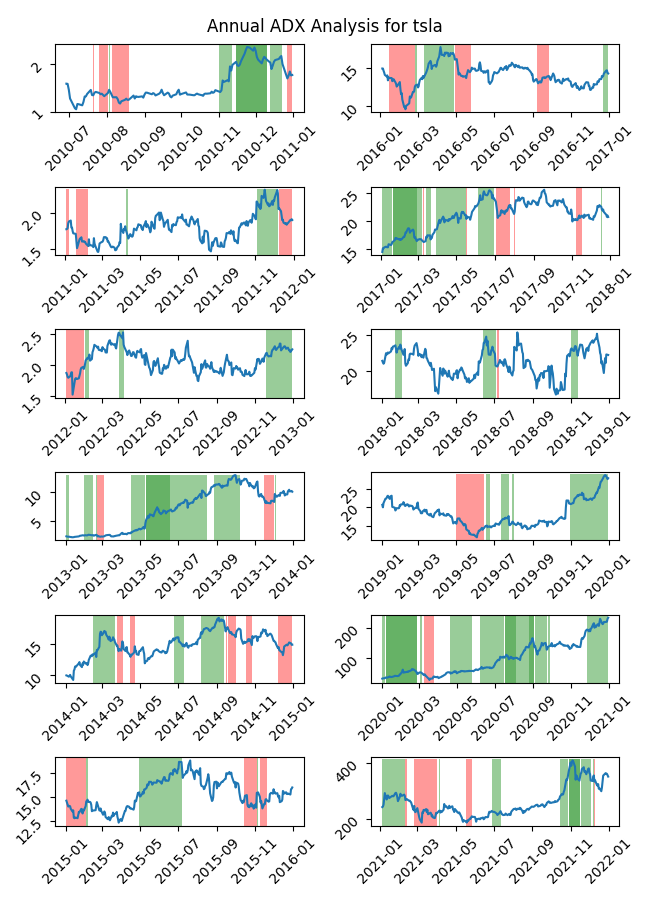 Annual ADX Analysis for tsla
2
1
2010-07 2010-08 2010-09 2010-10 2010-11 2010-12 2011-01
15
10
2016-01 2016-03 2016-05 2016-07 2016-09 2016-11 2017-01
2.0
1.5
2011-01 2011-03 2011-05 2011-07 2011-09 2011-11 2012-01
25
20
15
2017-01 2017-03 2017-05 2017-07 2017-09 2017-11 2018-01
2.5
2.0
1.5
2012-01 2012-03 2012-05 2012-07 2012-09 2012-11 2013-01
25
20
2018-01 2018-03 2018-05 2018-07 2018-09 2018-11 2019-01
10
5
2013-01 2013-03 2013-05 2013-07 2013-09 2013-11 2014-01
25
20
15
2019-01 2019-03 2019-05 2019-07 2019-09 2019-11 2020-01
15
10
2014-01 2014-03 2014-05 2014-07 2014-09 2014-11 2015-01
200
100
2020-01 2020-03 2020-05 2020-07 2020-09 2020-11 2021-01
17.5
15.0
12.5
2015-01 2015-03 2015-05 2015-07 2015-09 2015-11 2016-01
400
200
2021-01 2021-03 2021-05 2021-07 2021-09 2021-11 2022-01